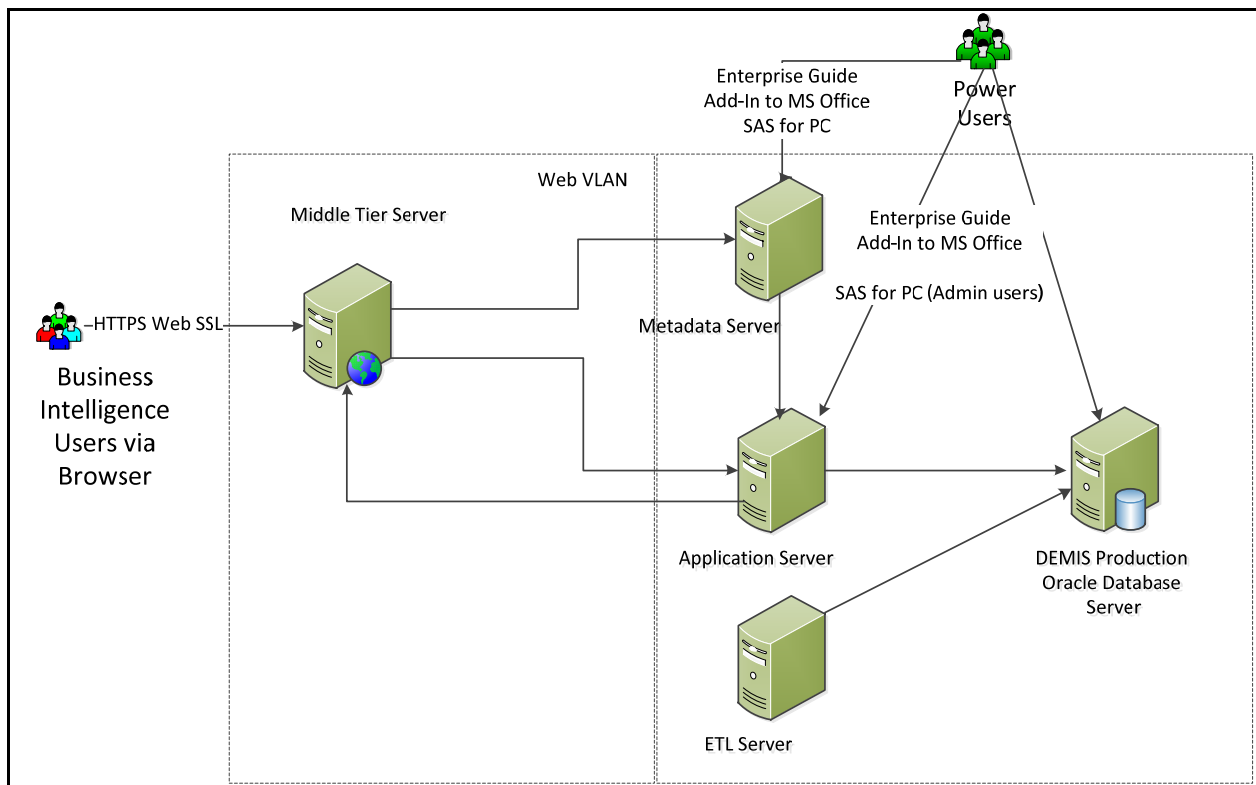 Enterprise Guide
Add-In to MS Office
SAS for PC
Power
Users
Web VLAN
Middle Tier Server
Enterprise Guide
Add-In to MS Office
SAS for PC (Admin users)
HTTPS Web SSL
Metadata Server
Business
Intelligence
Users via
Browser
Application Server
DEMIS Production
Oracle Database
Server
ETL Server